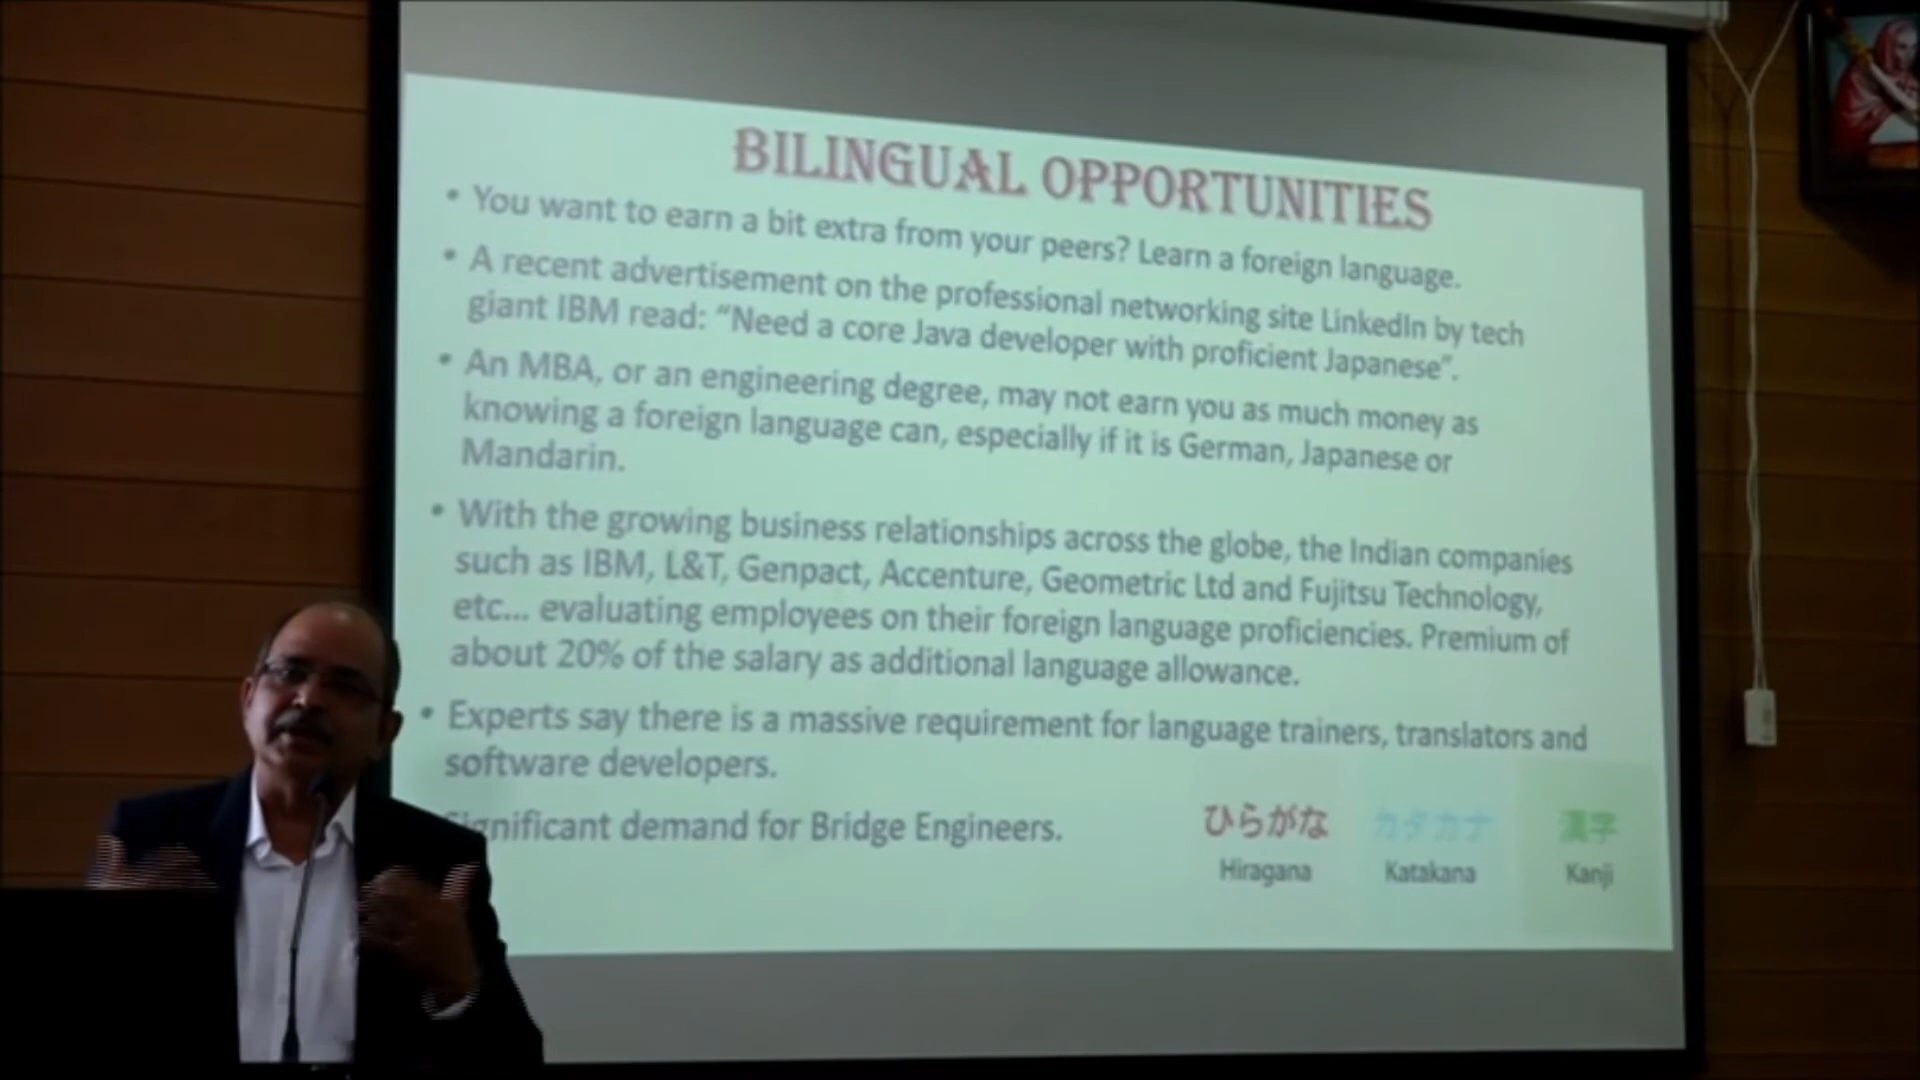 BILINGUAL OPPORTUNITIES
• You want to earn a bit extra from your peers? Learn a foreign language.
• A recent advertisement on the professional networking site LinkedIn by tech
giant IBM read: “Need a core Java developer with proficient Japanese”.
• An MBA, or an engineering degree, may not earn you as much money as
knowing a foreign language can, especially if it is German, Japanese or
Mandarin.
• With the growing business relationships across the globe, the Indian companies
such as IBM, L&T, Genpact, Accenture, Geometric Ltd and Fujitsu Technology,
etc... evaluating employees on their foreign language proficiencies. Premium of
about 20% of the salary as additional language allowance.
• Experts say there is a massive requirement for language trainers, translators and
software developers.
Significant demand for Bridge Engineers.
ひらがな カタカナ 漢字
Hiragana Katakana Kanji